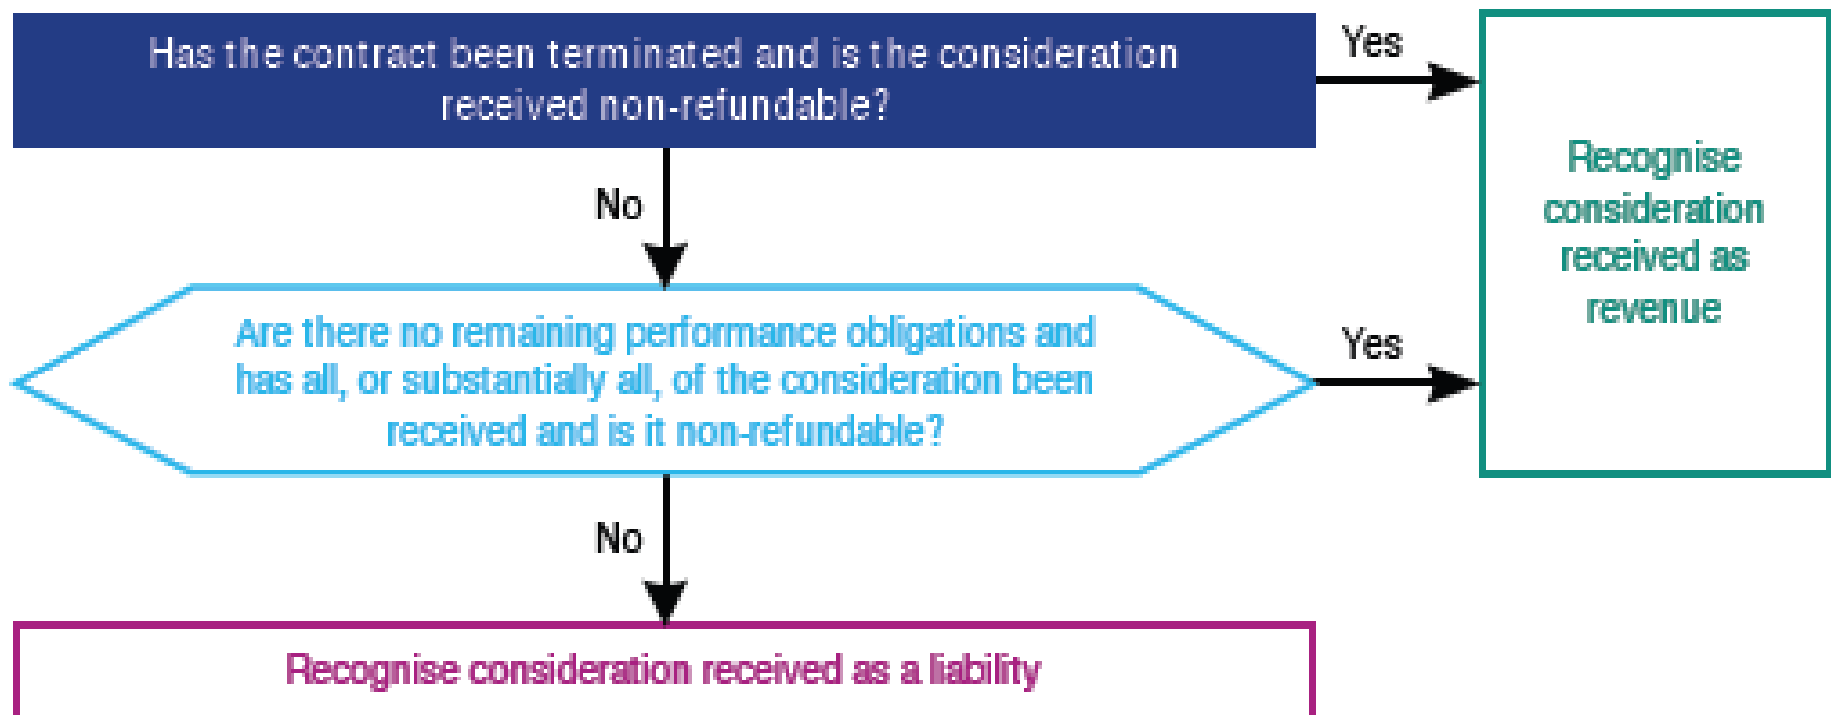 Has the contract been terminated and is the consideration
received non-refundable?
Yes
Recognise
consideration
received as
revenue
No
Are there no remaining performance obligations and
has all, or substantially all, of the consideration been
received and is it non-refundable?
Yes
No
Recognise consideration received as a liability